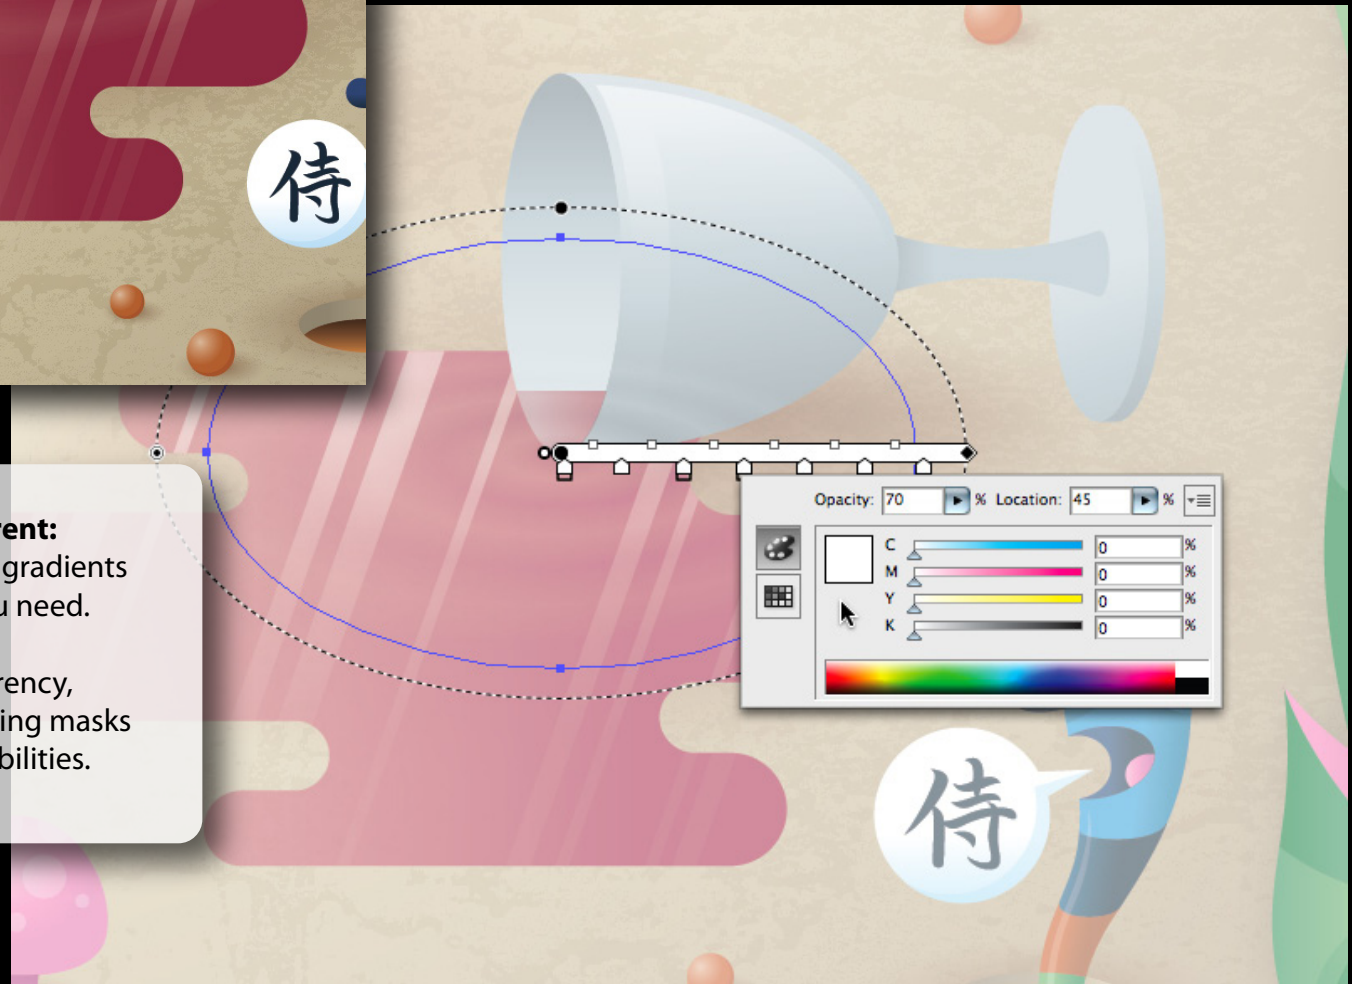 侍
rent:
gradients
u need.
rency,
ing masks
bilities.
Opacity: 70 % Location: 45 %
C 0 %
M 0 %
Y 0 %
K 0 %
侍